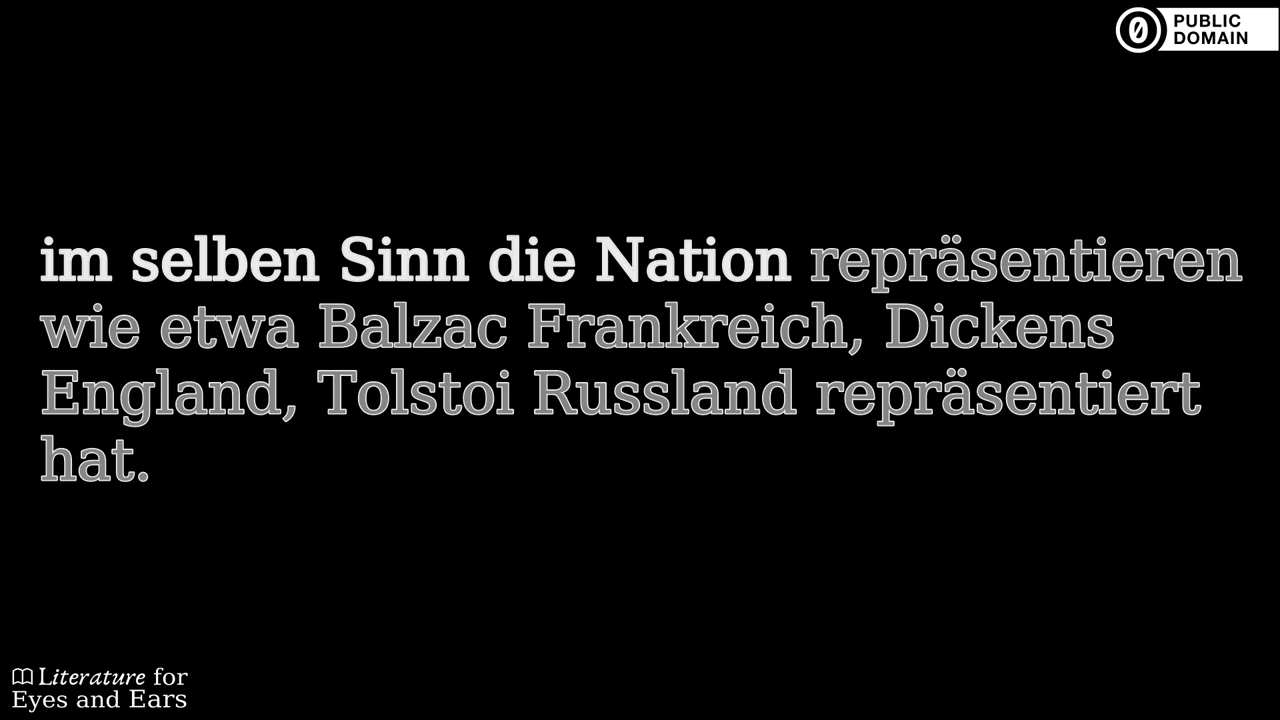 PUBLIC
DOMAIN
im selben Sinn die Nation repräsentieren
wie etwa Balzac Frankreich, Dickens
England, Tolstoi Russland repräsentiert
hat.
Literature for
Eyes and Ears